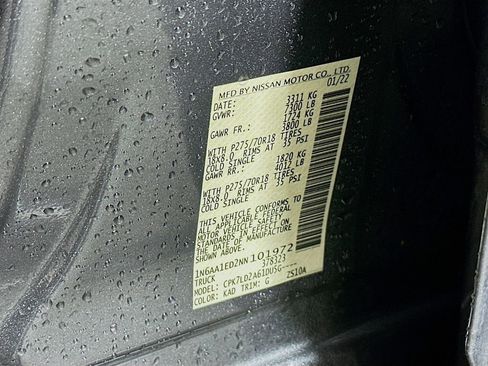 MFD BY NISSAN MOTOR CO., LTD.
DATE: 01/22
GVWR: 3311 KG
7300 LB
GAWR FR.: 1724 KG
3800 LB
WITH P275/70R18 TIRES
18X8.0 RIMS AT 35 PSI
COLD SINGLE
GAWR RR.: 1820 KG
4012 LB
WITH P275/70R18 TIRES
18X8.0 RIMS AT 35 PSI
COLD SINGLE
THIS VEHICLE CONFORMS TO
ALL APPLICABLE FEDERAL
MOTOR VEHICLE SAFETY
STANDARDS IN EFFECT ON
THE DATE OF MANUFACTURE
SHOWN ABOVE.
1N6AA1ED2NN101972
TRUCK 378323
MODEL: CPK7LD2A61DUSG----
COLOR: KAD TRIM: G ZS10A